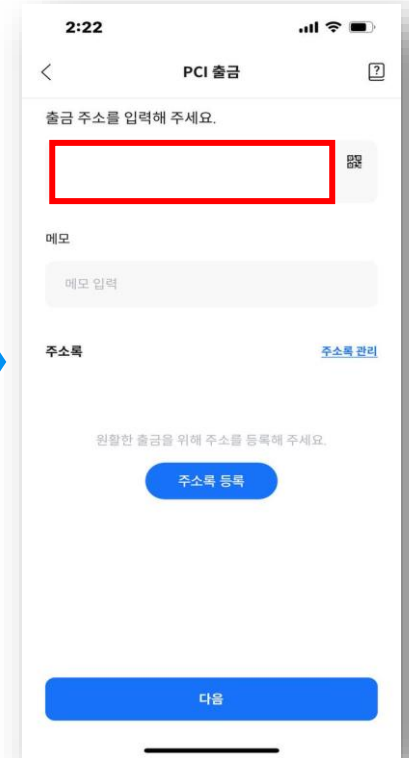 2:22
PCI 출금
출금 주소를 입력해 주세요.
메모
메모 입력
주소록
주소록 관리
원활한 출금을 위해 주소를 등록해 주세요.
주소록 등록
다음